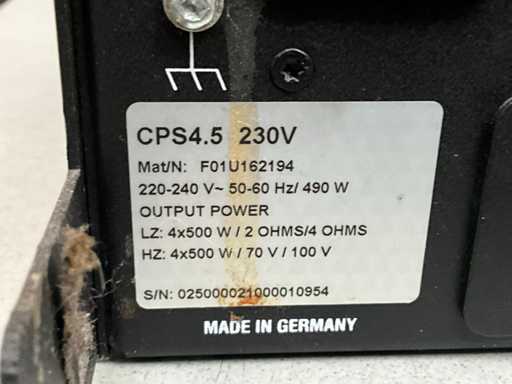 CPS4.5 230V
Mat/N: F01U162194
220-240 V~ 50-60 Hz/ 490 W
OUTPUT POWER
LZ: 4x500 W / 2 OHMS/4 OHMS
HZ: 4x500 W / 70 V / 100 V
S/N: 025000021000010954
MADE IN GERMANY